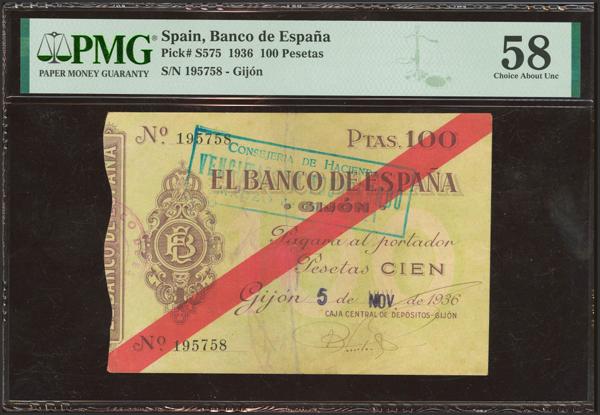 PMG
PAPER MONEY GUARANTY
Spain, Banco de España
Pick# S575 1936 100 Pesetas
S/N 195758 - Gijón
58
Choice About Unc
Nº 195758
PTAS. 100
CONSEJERIA DE HACIENDA
EL BANCO DE ESPAÑA
GIJÓN
Pagará al portador
Pesetas CIEN
Gijón 5 de NOV. de 1936
CAJA CENTRAL DE DEPÓSITOS-GIJÓN
Nº 195758